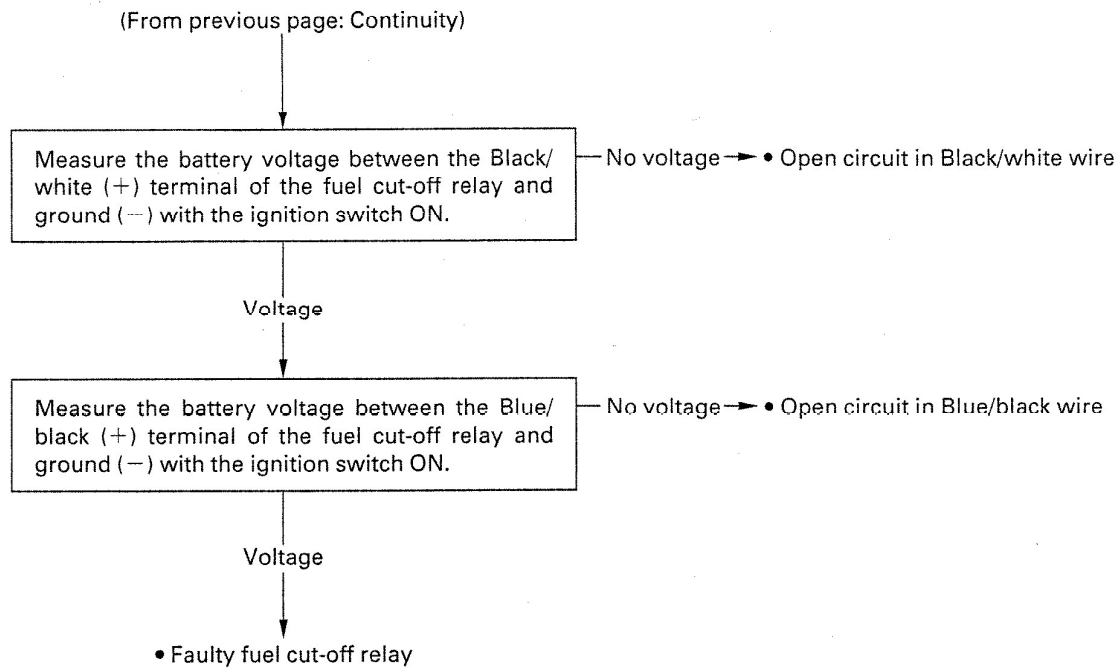 (From previous page: Continuity)
Measure the battery voltage between the Black/
white (+) terminal of the fuel cut-off relay and
ground (−) with the ignition switch ON.
No voltage
• Open circuit in Black/white wire
Voltage
Measure the battery voltage between the Blue/
black (+) terminal of the fuel cut-off relay and
ground (−) with the ignition switch ON.
No voltage
• Open circuit in Blue/black wire
Voltage
• Faulty fuel cut-off relay